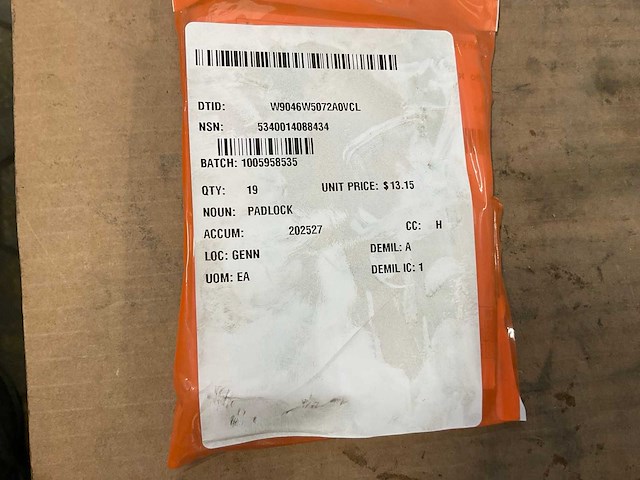 DTID: W9046W5072A0VCL
NSN: 5340014088434
BATCH: 1005958535
QTY: 19 UNIT PRICE: $13.15
NOUN: PADLOCK
ACCUM: 202527 CC: H
LOC: GENN DEMIL: A
UOM: EA DEMIL IC: 1